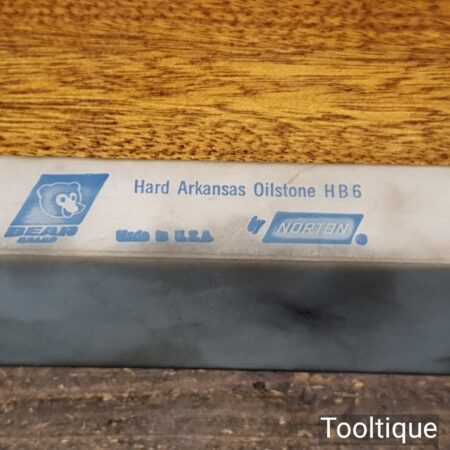 Hard Arkansas Oilstone HB6
BEAR
Made in U.S.A.
by NORTON
Tooltique